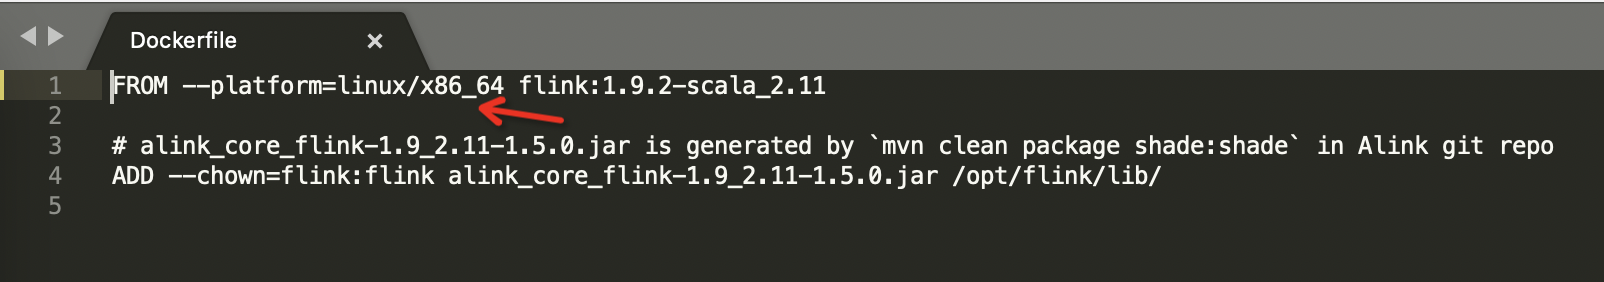 Dockerfile
1 FROM --platform=linux/x86_64 flink:1.9.2-scala_2.11
2
3 # alink_core_flink-1.9_2.11-1.5.0.jar is generated by `mvn clean package shade:shade` in Alink git repo
4 ADD --chown=flink:flink alink_core_flink-1.9_2.11-1.5.0.jar /opt/flink/lib/
5